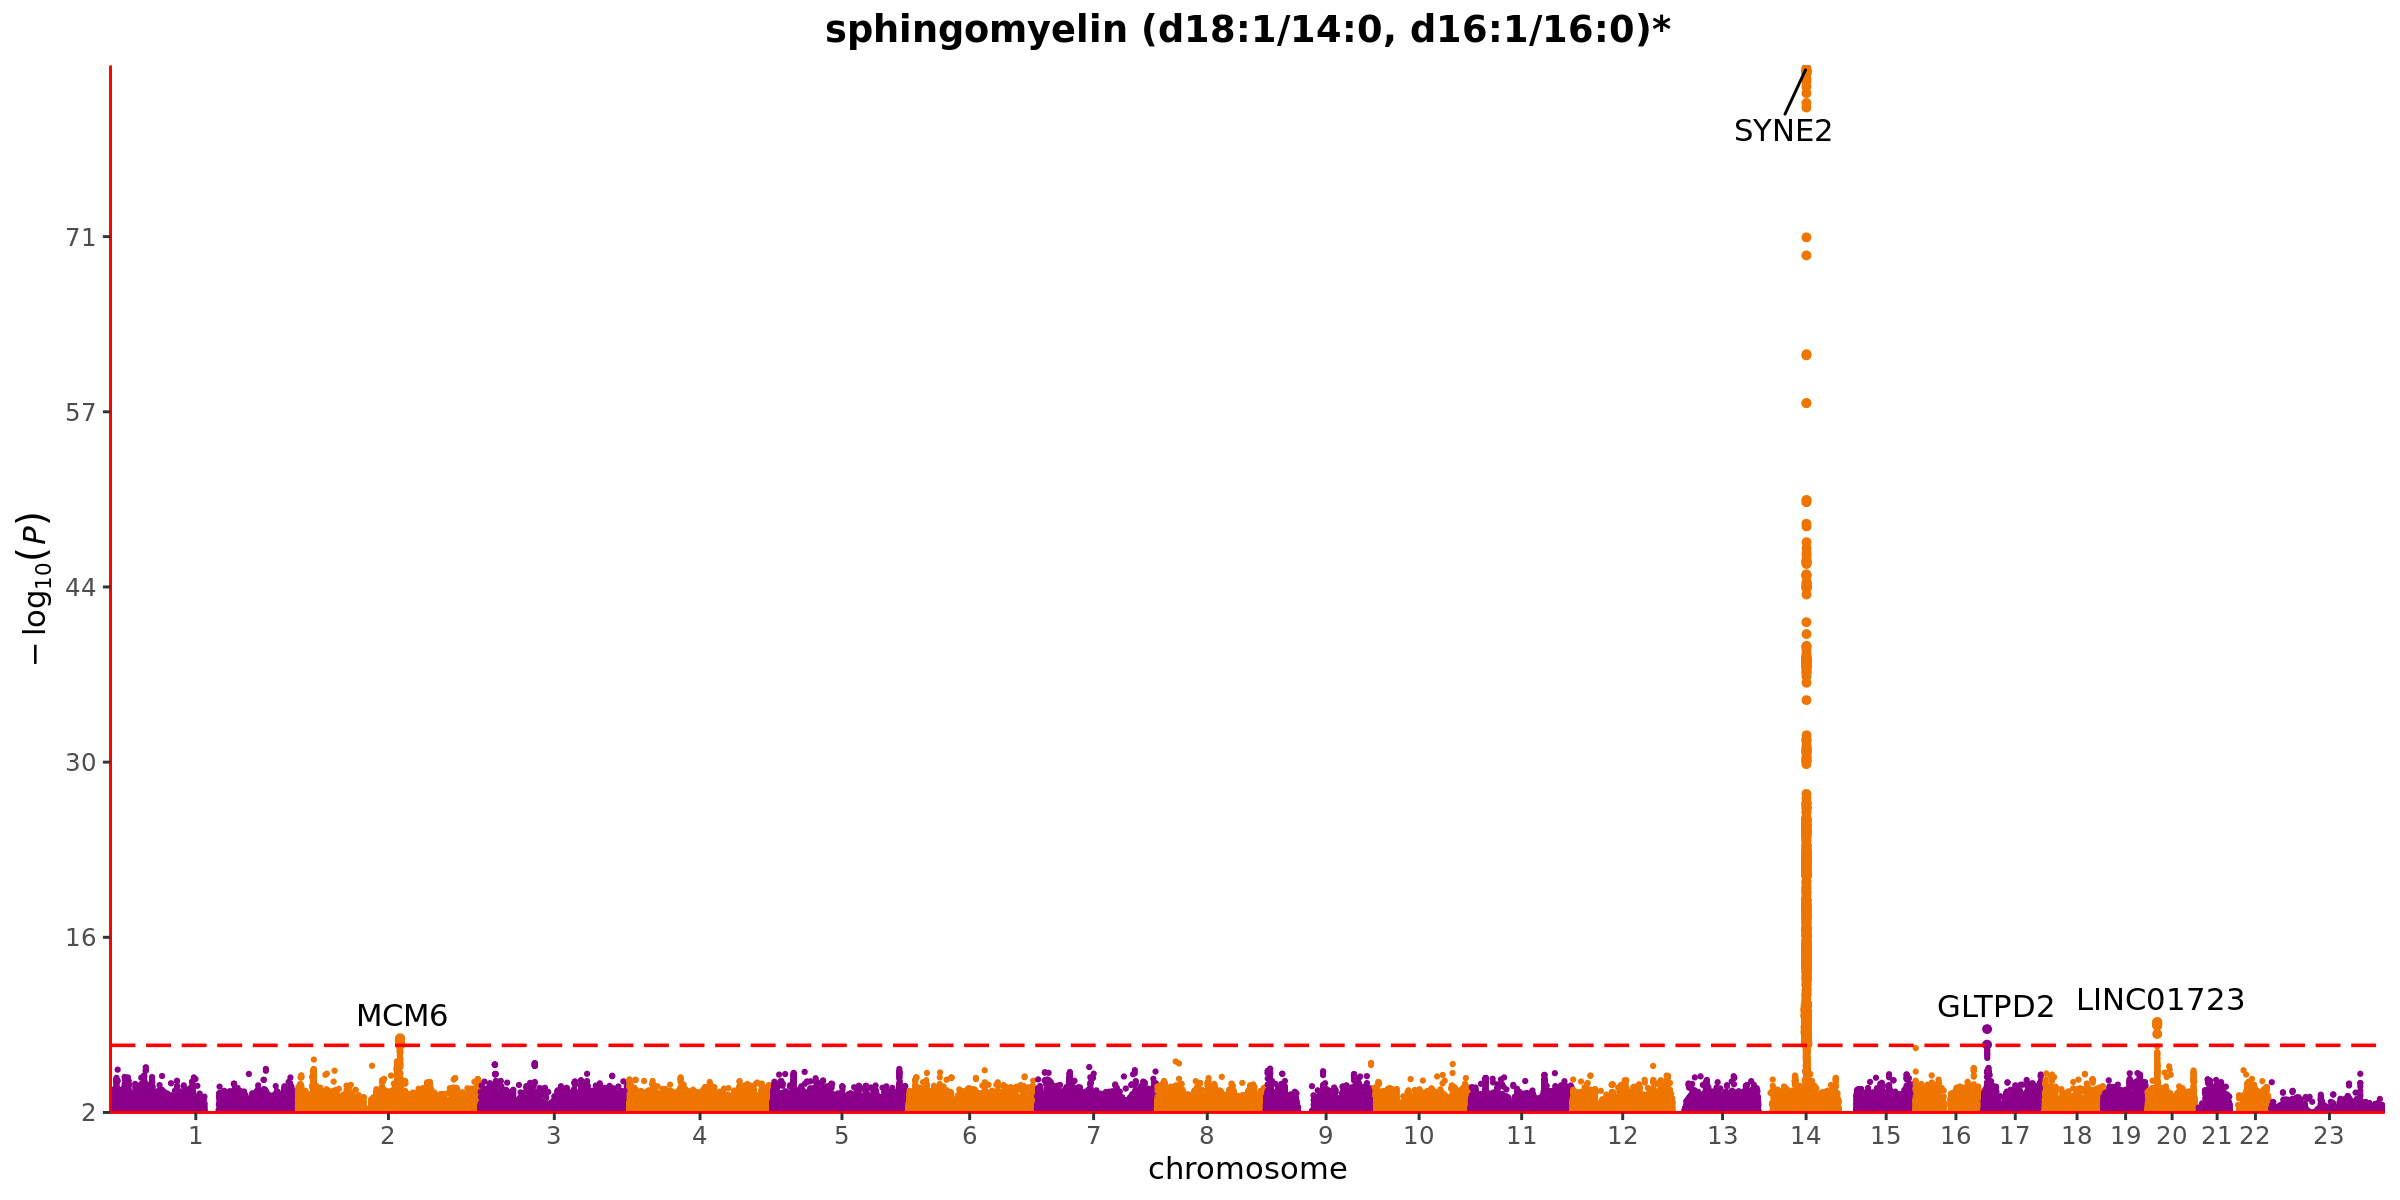 sphingomyelin (d18:1/14:0, d16:1/16:0)*
SYNE2
71
57
− log10(P)
44
30
16
MCM6
GLTPD2
LINC01723
2
1 2 3 4 5 6 7 8 9 10 11 12 13 14 15 16 17 18 19 20 21 22 23
chromosome